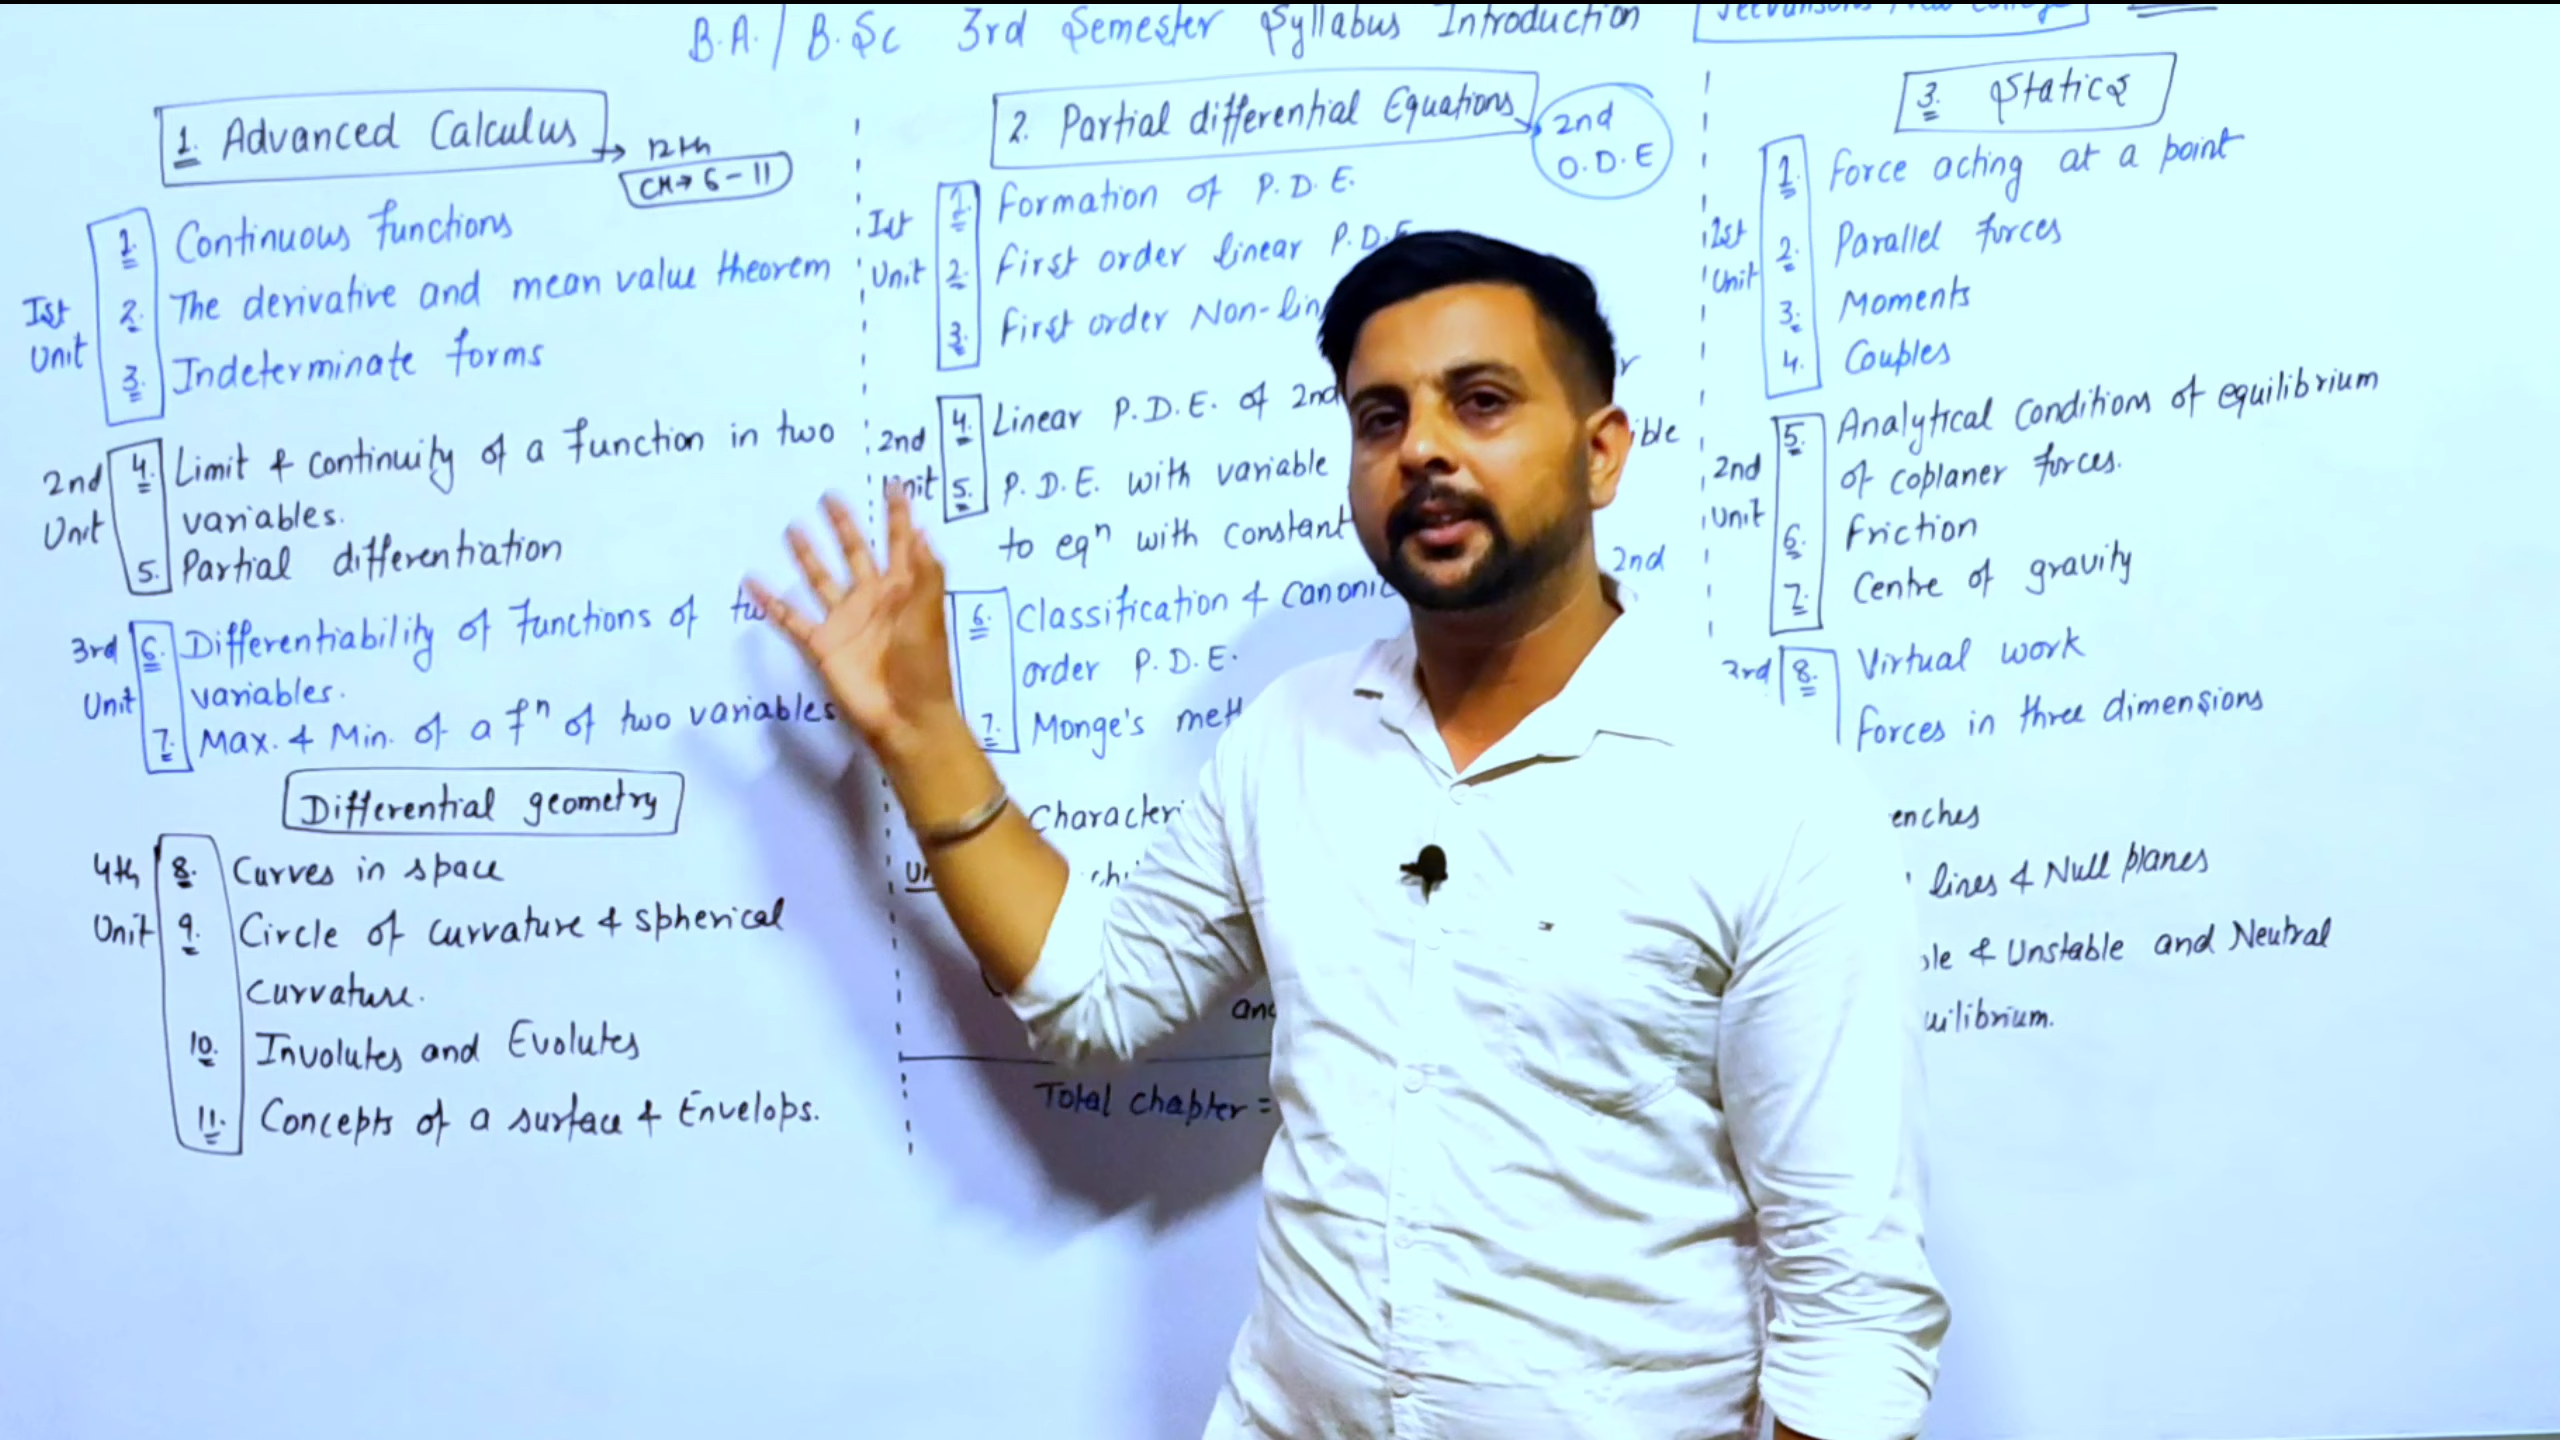 B.A. / B.Sc 3rd Semester Syllabus Introduction
1. Advanced Calculus
→ 12th
CH→ 6-11
Ist Unit
1. Continuous functions
2. The derivative and mean value theorem
3. Indeterminate forms
2nd Unit
4. Limit & continuity of a function in two
variables.
5. Partial differentiation
3rd Unit
6. Differentiability of functions of
variables.
7. Max. & Min. of a fⁿ of two variables
Differential geometry
4th Unit
8. Curves in space
9. Circle of curvature & spherical
curvature.
10. Involutes and Evolutes
11. Concepts of a surface & Envelops.
2. Partial differential Equations
2nd
O.D.E
Ist Unit
1. Formation of P.D.E.
2. First order linear P.D.E
3. First order Non-lin
2nd Unit
4. Linear P.D.E. of 2nd
5. P.D.E. with variable ible
to eqⁿ with constant
6. Classification & canonic 2nd
order P.D.E.
7. Monge's meth
Characteri
and
Total chapter =
3. Statics
Ist Unit
1. Force acting at a point
2. Parallel forces
3. Moments
4. Couples
2nd Unit
5. Analytical Conditions of equilibrium
of coplaner forces.
6. Friction
7. Centre of gravity
3rd
8. Virtual work
Forces in three dimensions
enches
lines & Null planes
le & Unstable and Neutral
uilibrium.